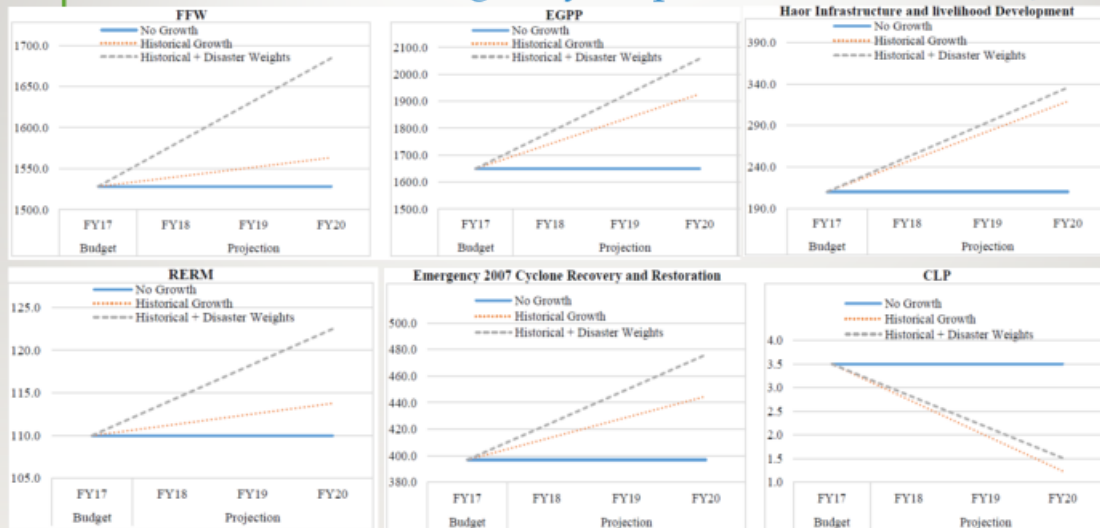 FFW
No Growth
Historical Growth
Historical + Disaster Weights
1700.0
1650.0
1600.0
1550.0
1500.0
FY17 FY18 FY19 FY20
Budget Projection
EGPP
No Growth
Historical Growth
Historical + Disaster Weights
2100.0
2000.0
1900.0
1800.0
1700.0
1600.0
1500.0
FY17 FY18 FY19 FY20
Budget Projection
Haor Infrastructure and livelihood Development
No Growth
Historical Growth
Historical + Disaster Weights
390.0
340.0
290.0
240.0
190.0
FY17 FY18 FY19 FY20
Budget Projection
RERM
No Growth
Historical Growth
Historical + Disaster Weights
125.0
120.0
115.0
110.0
105.0
FY17 FY18 FY19 FY20
Budget Projection
Emergency 2007 Cyclone Recovery and Restoration
No Growth
Historical Growth
Historical + Disaster Weights
500.0
480.0
460.0
440.0
420.0
400.0
380.0
FY17 FY18 FY19 FY20
Budget Projection
CLP
No Growth
Historical Growth
Historical + Disaster Weights
4.0
3.5
3.0
2.5
2.0
1.5
1.0
FY17 FY18 FY19 FY20
Budget Projection